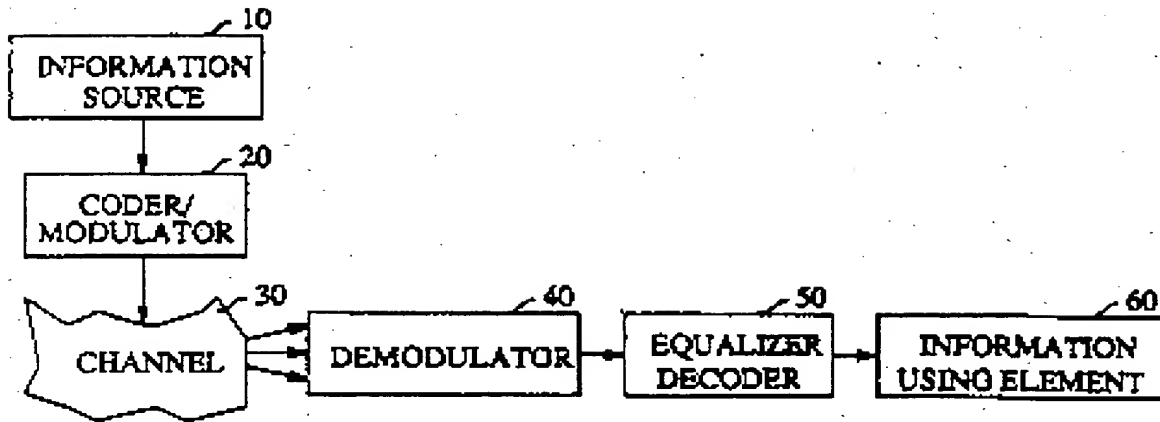 10
INFORMATION
SOURCE
20
CODER/
MODULATOR
30
CHANNEL
40
DEMODULATOR
50
EQUALIZER
DECODER
60
INFORMATION
USING ELEMENT